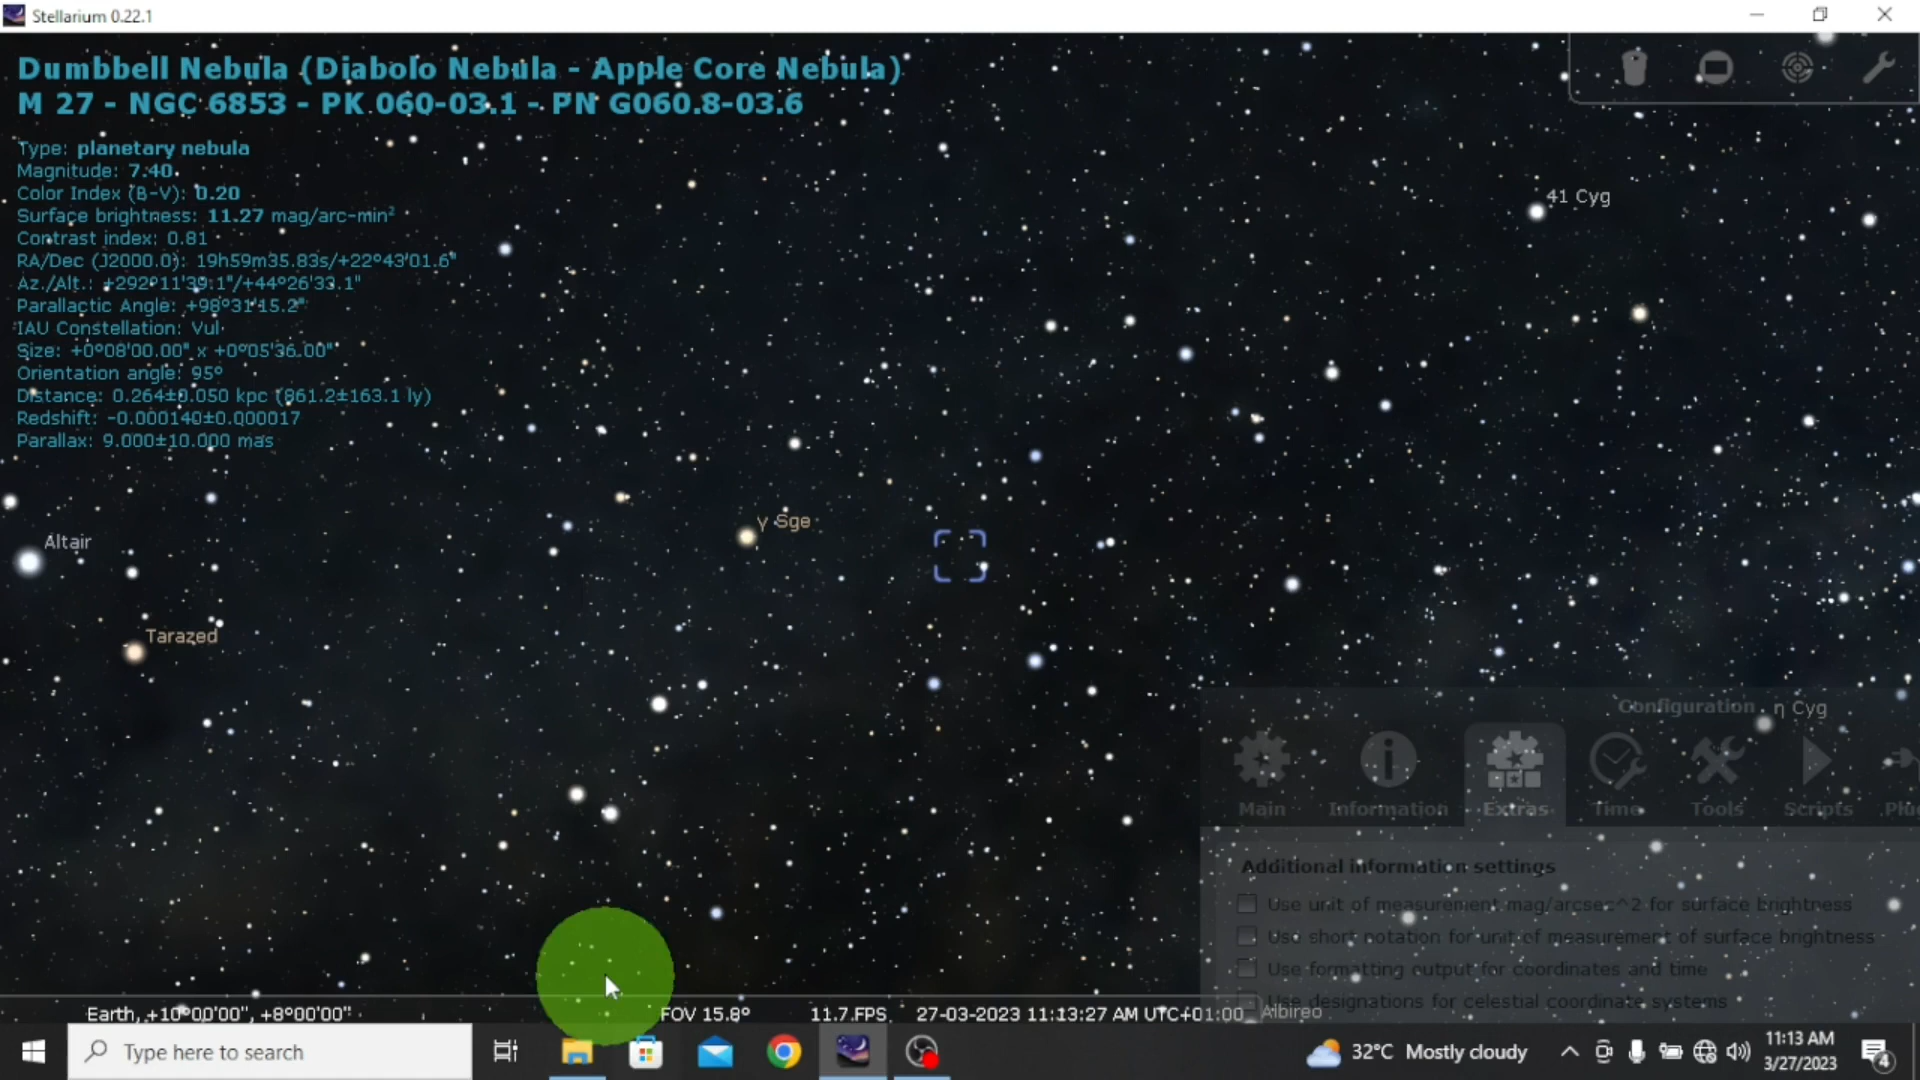 Stellarium 0.22.1
Dumbbell Nebula (Diabolo Nebula - Apple Core Nebula)
M 27 - NGC 6853 - PK 060-03.1 - PN G060.8-03.6
Type: planetary nebula
Magnitude: 7.40
Color Index (B-V): 0.20
Surface brightness: 11.27 mag/arc-min²
Contrast index: 0.81
RA/Dec (J2000.0): 19h59m35.83s/+22°43'01.6"
Az./Alt.: +292°11'39.1"/+44°26'33.1"
Parallactic Angle: +98°31'15.2"
IAU Constellation: Vul
Size: +0°08'00.00" x +0°05'36.00"
Orientation angle: 95°
Distance: 0.264±0.050 kpc (861.2±163.1 ly)
Redshift: -0.000140±0.000017
Parallax: 9.000±10.000 mas
41 Cyg
γ Sge
Altair
Tarazed
Configuration
η Cyg
Main Information Extras Time Tools Scripts Plu
Additional information settings
Use unit of measurement mag/arcsec^2 for surface brightness
Use short notation for unit of measurement of surface brightness
Use formatting output for coordinates and time
Use designations for celestial coordinate systems
Albireo
Earth, +10°00'00", +8°00'00" FOV 15.8° 11.7 FPS 27-03-2023 11:13:27 AM UTC+01:00
Type here to search
32°C Mostly cloudy
11:13 AM
3/27/2023
4